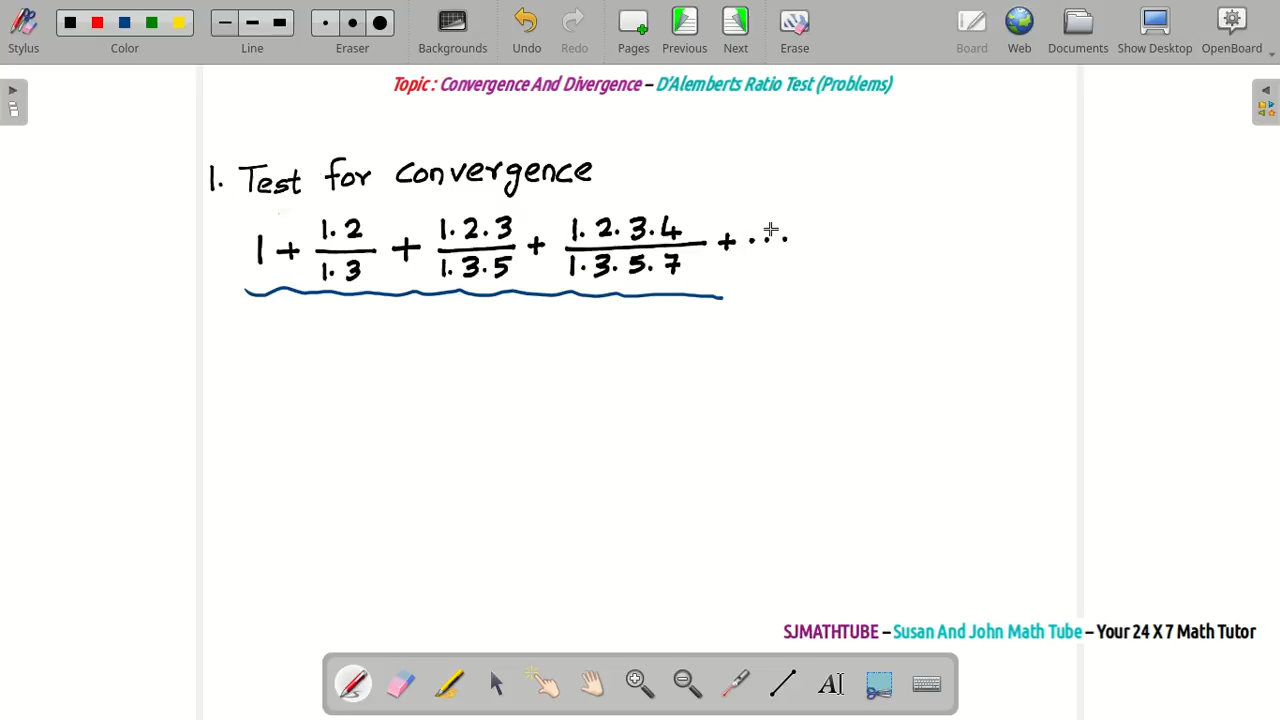 Stylus Color Line Eraser Backgrounds Undo Redo Pages Previous Next Erase Board Web Documents Show Desktop OpenBoard
Topic : Convergence And Divergence – D'Alemberts Ratio Test (Problems)
1. Test for convergence
1 + 1.2/1.3 + 1.2.3/1.3.5 + 1.2.3.4/1.3.5.7 + ...
SJMATHTUBE – Susan And John Math Tube – Your 24 X 7 Math Tutor
AI